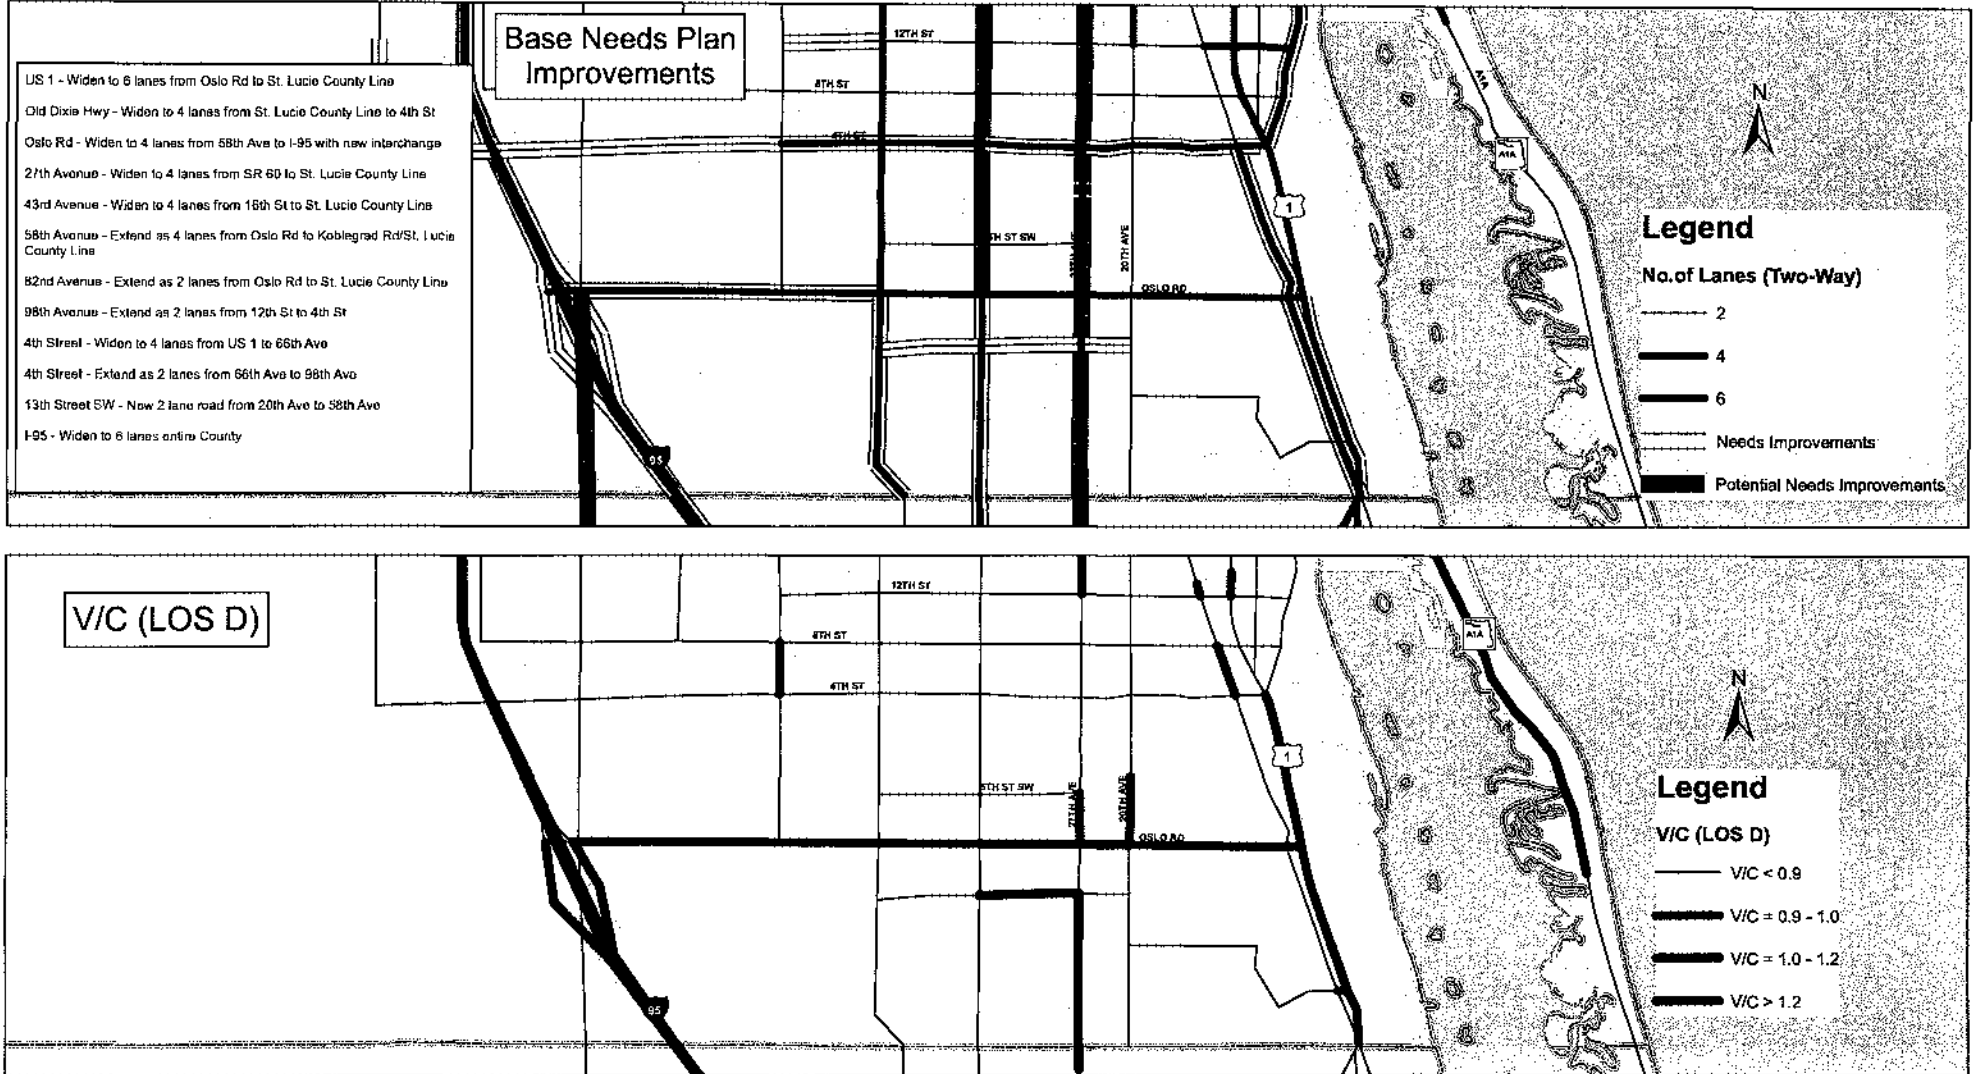 Base Needs Plan
Improvements
US 1 - Widen to 6 lanes from Oslo Rd to St. Lucie County Line
Old Dixie Hwy - Widen to 4 lanes from St. Lucie County Line to 4th St
Oslo Rd - Widen to 4 lanes from 58th Ave to I-95 with new interchange
27th Avenue - Widen to 4 lanes from SR 60 to St. Lucie County Line
43rd Avenue - Widen to 4 lanes from 16th St to St. Lucie County Line
58th Avenue - Extend as 4 lanes from Oslo Rd to Koblegrad Rd/St. Lucie
County Line
82nd Avenue - Extend as 2 lanes from Oslo Rd to St. Lucie County Line
98th Avenue - Extend as 2 lanes from 12th St to 4th St
4th Street - Widen to 4 lanes from US 1 to 66th Ave
4th Street - Extend as 2 lanes from 66th Ave to 98th Ave
13th Street SW - New 2 lane road from 20th Ave to 58th Ave
I-95 - Widen to 6 lanes entire County
12TH ST
8TH ST
4TH ST
5TH ST SW
27TH AVE
20TH AVE
OSLO RD
95
1
A1A
A1A
N
Legend
No.of Lanes (Two-Way)
2
4
6
Needs Improvements
Potential Needs Improvements
V/C (LOS D)
12TH ST
8TH ST
4TH ST
5TH ST SW
27TH AVE
20TH AVE
OSLO RD
95
1
A1A
N
Legend
V/C (LOS D)
V/C < 0.9
V/C = 0.9 - 1.0
V/C = 1.0 - 1.2
V/C > 1.2